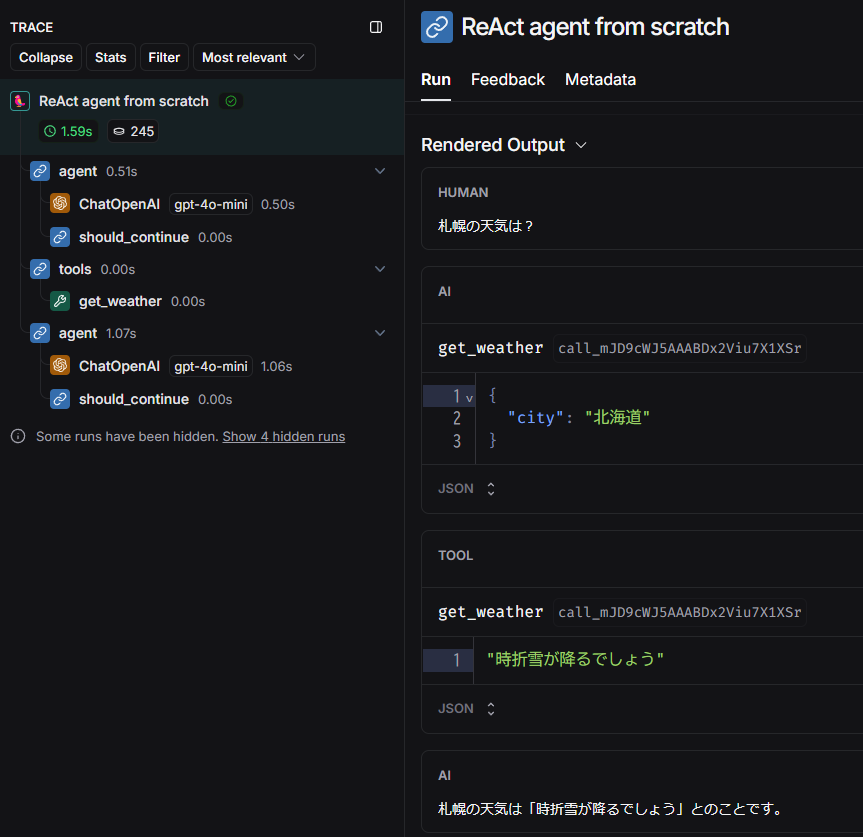 TRACE
Collapse Stats Filter Most relevant
ReAct agent from scratch
1.59s 245
agent 0.51s
ChatOpenAI gpt-4o-mini 0.50s
should_continue 0.00s
tools 0.00s
get_weather 0.00s
agent 1.07s
ChatOpenAI gpt-4o-mini 1.06s
should_continue 0.00s
Some runs have been hidden. Show 4 hidden runs
ReAct agent from scratch
Run Feedback Metadata
Rendered Output
HUMAN
札幌の天気は？
AI
get_weather call_mJD9cWJ5AAABDx2Viu7X1XSr
1 {
2 "city": "北海道"
3 }
JSON
TOOL
get_weather call_mJD9cWJ5AAABDx2Viu7X1XSr
1 "時折雪が降るでしょう"
JSON
AI
札幌の天気は「時折雪が降るでしょう」とのことです。